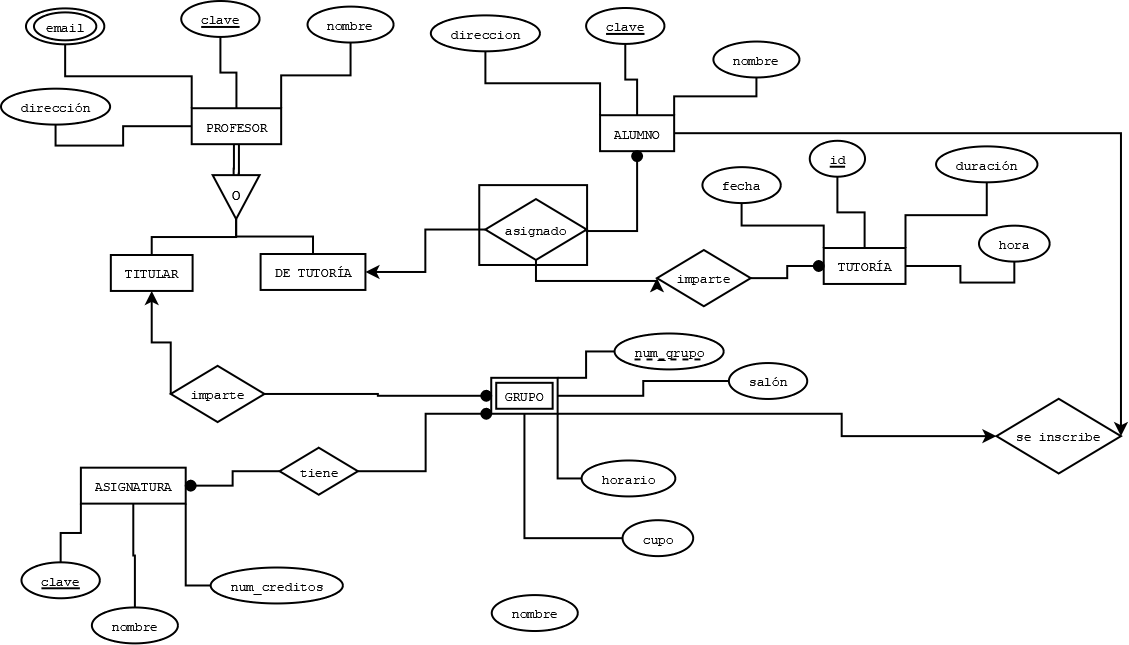 email
clave
nombre
direccion
clave
nombre
dirección
PROFESOR
ALUMNO
O
fecha
id
duración
asignado
hora
TITULAR
DE TUTORÍA
imparte
TUTORÍA
num_grupo
salón
imparte
GRUPO
se inscribe
ASIGNATURA
tiene
horario
cupo
clave
num_creditos
nombre
nombre